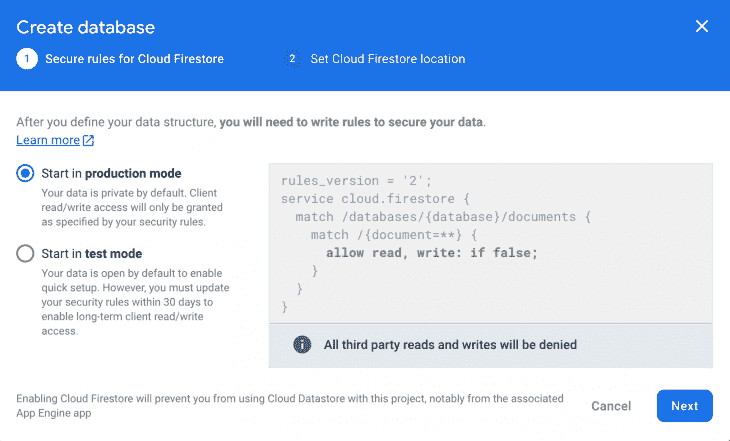 Create database
1 Secure rules for Cloud Firestore
2 Set Cloud Firestore location
After you define your data structure, you will need to write rules to secure your data.
Learn more
Start in production mode
Your data is private by default. Client
read/write access will only be granted
as specified by your security rules.
Start in test mode
Your data is open by default to enable
quick setup. However, you must update
your security rules within 30 days to
enable long-term client read/write
access.
rules_version = '2';
service cloud.firestore {
match /databases/{database}/documents {
match /{document=**} {
allow read, write: if false;
}
}
}
All third party reads and writes will be denied
Enabling Cloud Firestore will prevent you from using Cloud Datastore with this project, notably from the associated
App Engine app
Cancel
Next